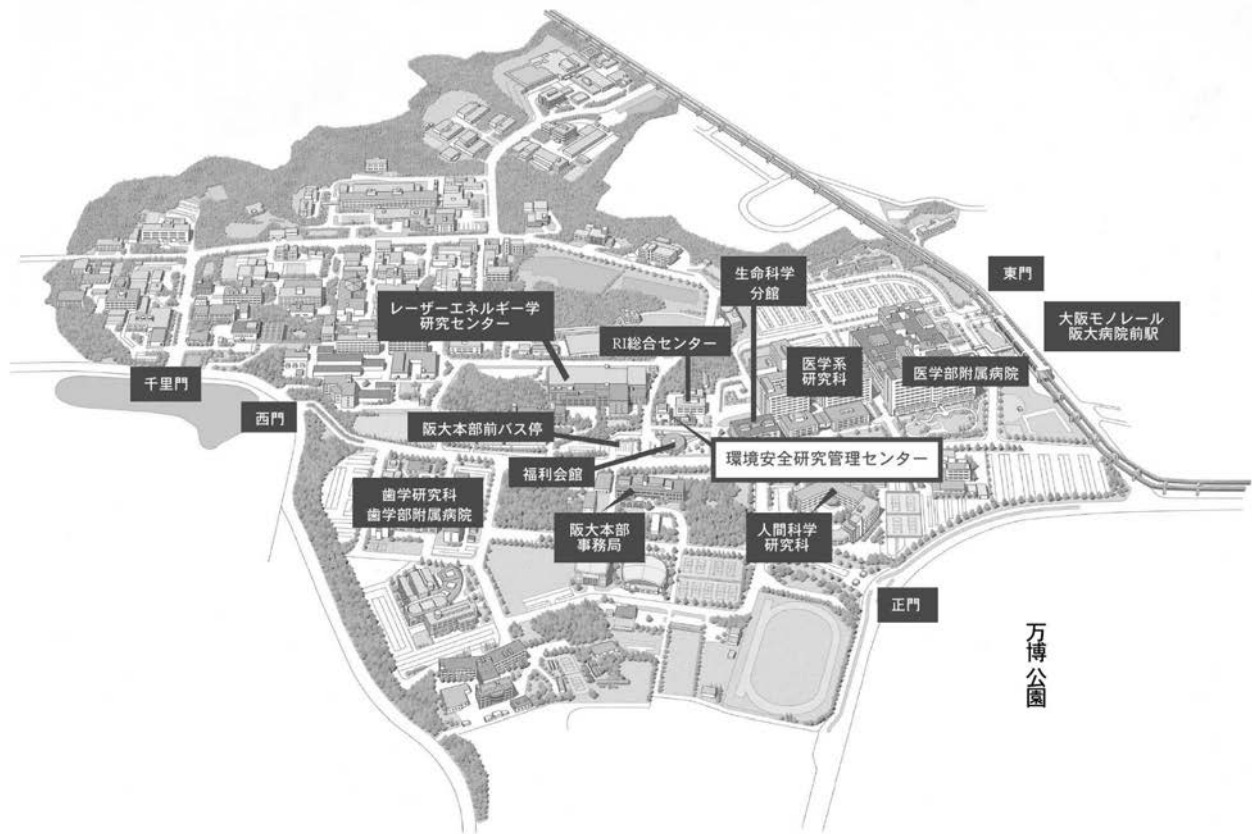 東門
生命科学
分館
レーザーエネルギー学
研究センター
大阪モノレール
阪大病院前駅
RI総合センター
医学系
研究科
医学部附属病院
千里門
西門
阪大本部前バス停
環境安全研究管理センター
福利会館
歯学研究科
歯学部附属病院
阪大本部
事務局
人間科学
研究科
正門
万博公園